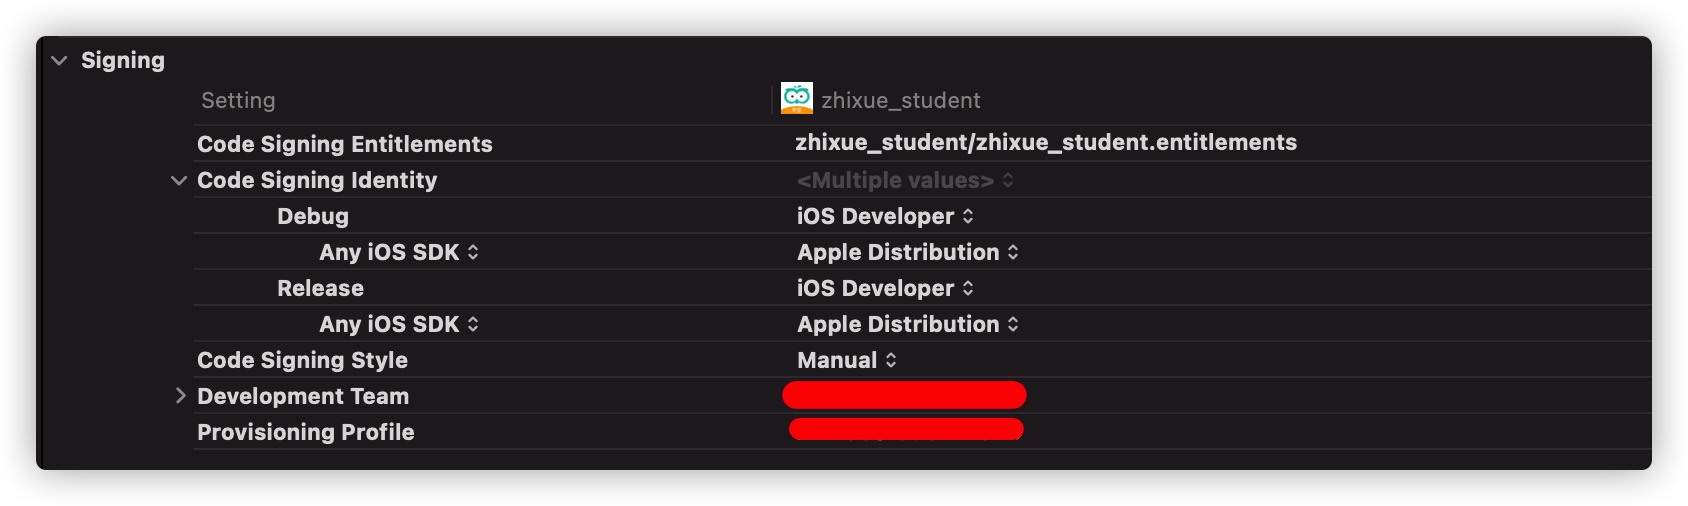 Signing
Setting zhixue_student
Code Signing Entitlements zhixue_student/zhixue_student.entitlements
Code Signing Identity <Multiple values>
Debug iOS Developer
Any iOS SDK Apple Distribution
Release iOS Developer
Any iOS SDK Apple Distribution
Code Signing Style Manual
Development Team
Provisioning Profile